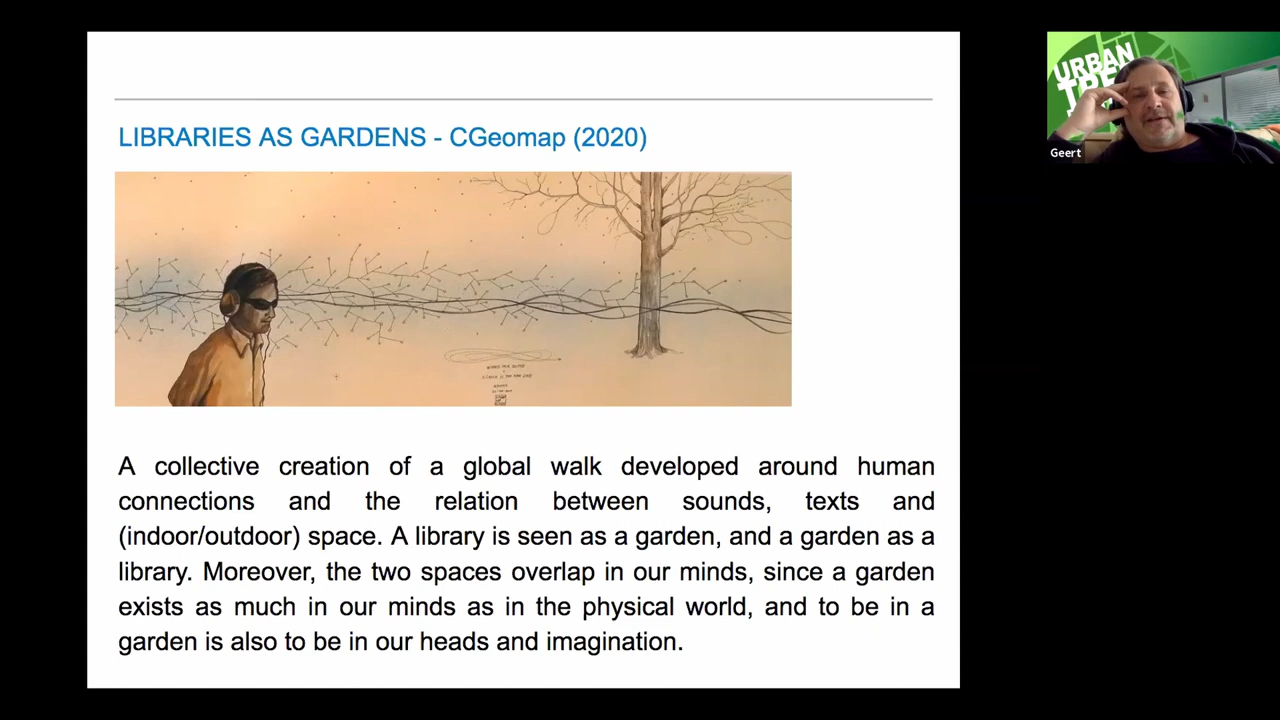 LIBRARIES AS GARDENS - CGeomap (2020)
A collective creation of a global walk developed around human
connections and the relation between sounds, texts and
(indoor/outdoor) space. A library is seen as a garden, and a garden as a
library. Moreover, the two spaces overlap in our minds, since a garden
exists as much in our minds as in the physical world, and to be in a
garden is also to be in our heads and imagination.
URBAN
Geert